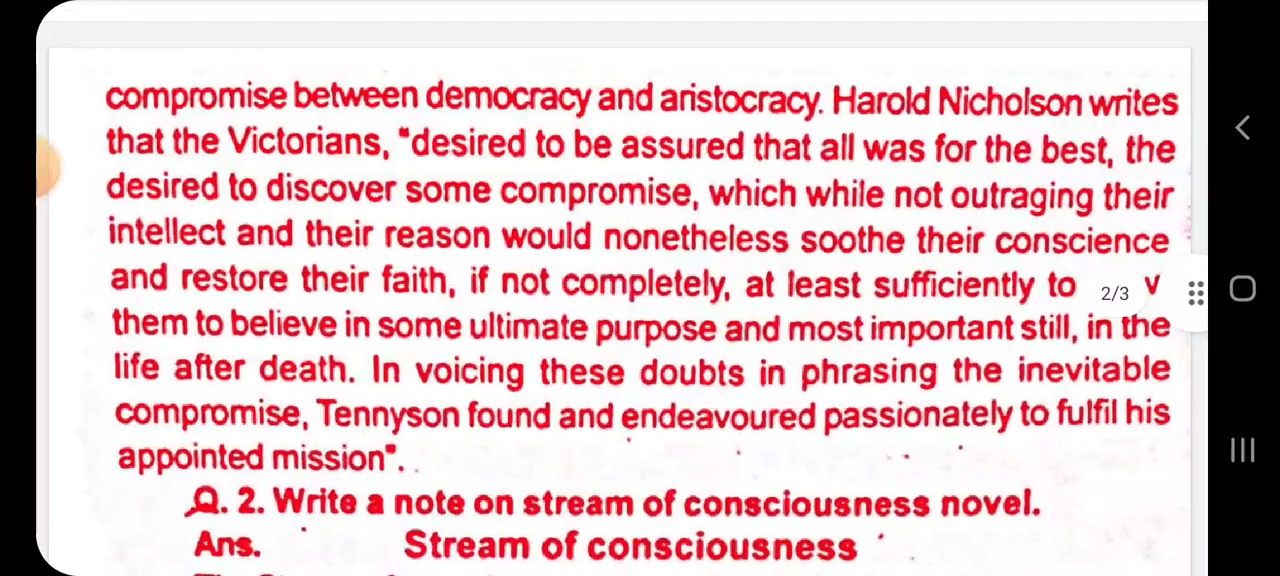 compromise between democracy and aristocracy. Harold Nicholson writes
that the Victorians, "desired to be assured that all was for the best, the
desired to discover some compromise, which while not outraging their
intellect and their reason would nonetheless soothe their conscience
and restore their faith, if not completely, at least sufficiently to
2/3
them to believe in some ultimate purpose and most important still, in the
life after death. In voicing these doubts in phrasing the inevitable
compromise, Tennyson found and endeavoured passionately to fulfil his
appointed mission".
Q. 2. Write a note on stream of consciousness novel.
Ans. Stream of consciousness